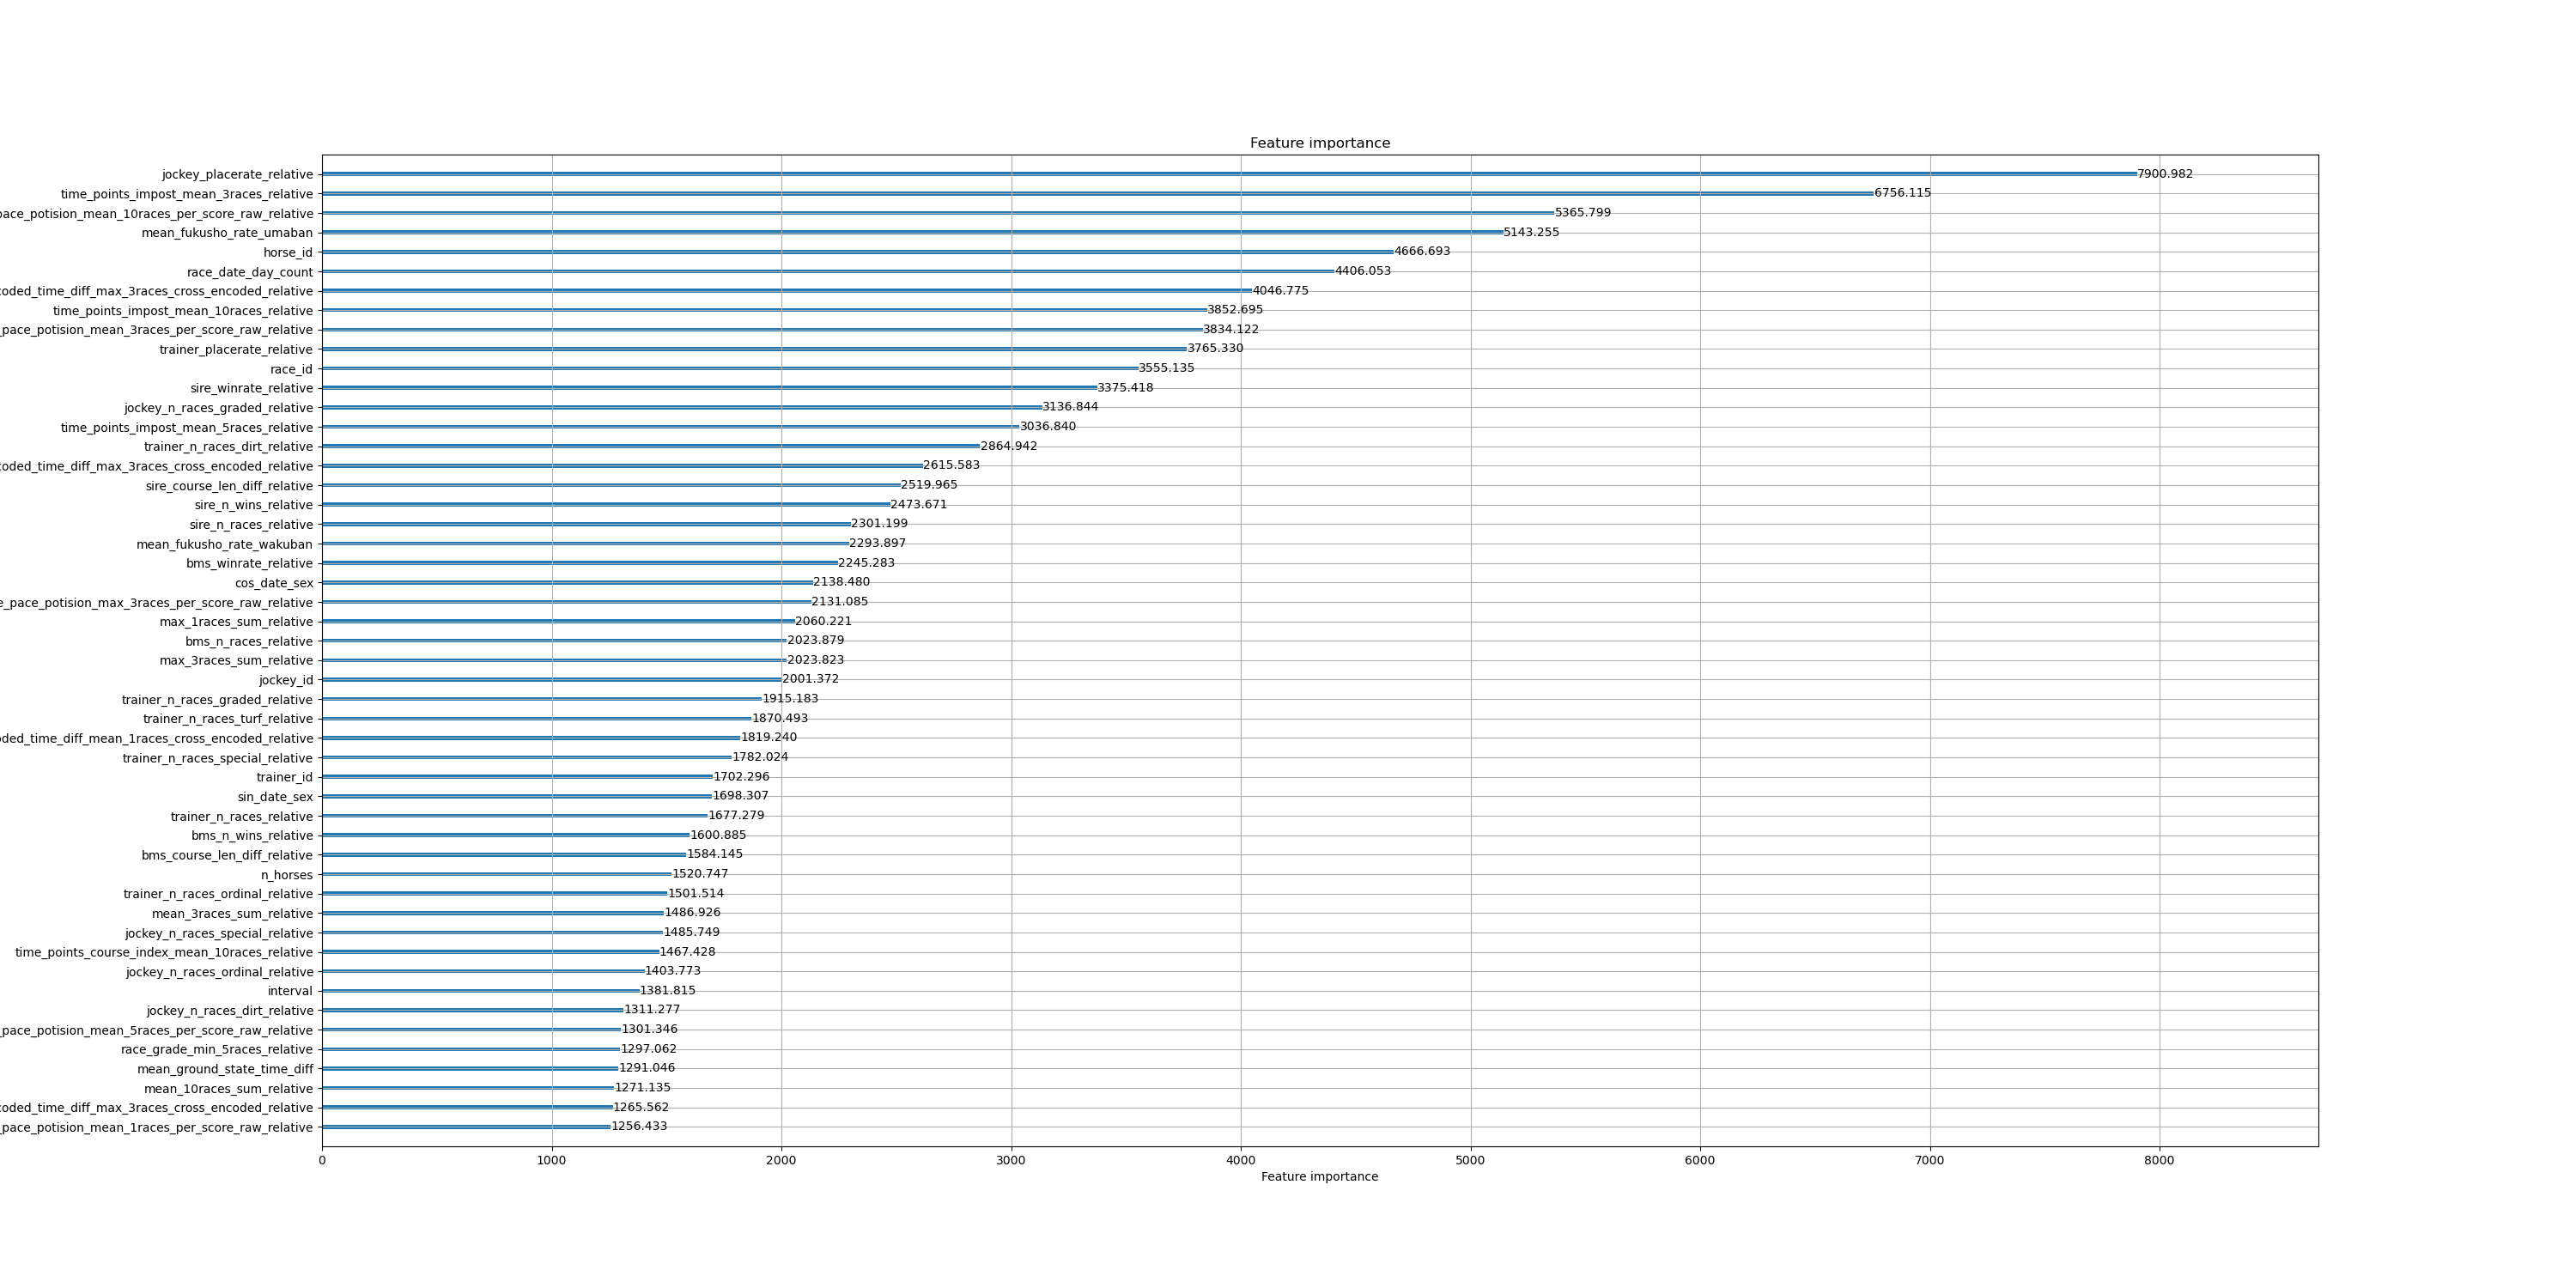 Feature importance
jockey_placerate_relative 7900.982
time_points_impost_mean_3races_relative 6756.115
pace_potision_mean_10races_per_score_raw_relative 5365.799
mean_fukusho_rate_umaban 5143.255
horse_id 4666.693
race_date_day_count 4406.053
coded_time_diff_max_3races_cross_encoded_relative 4046.775
time_points_impost_mean_10races_relative 3852.695
_pace_potision_mean_3races_per_score_raw_relative 3834.122
trainer_placerate_relative 3765.330
race_id 3555.135
sire_winrate_relative 3375.418
jockey_n_races_graded_relative 3136.844
time_points_impost_mean_5races_relative 3036.840
trainer_n_races_dirt_relative 2864.942
coded_time_diff_max_3races_cross_encoded_relative 2615.583
sire_course_len_diff_relative 2519.965
sire_n_wins_relative 2473.671
sire_n_races_relative 2301.199
mean_fukusho_rate_wakuban 2293.897
bms_winrate_relative 2245.283
cos_date_sex 2138.480
e_pace_potision_max_3races_per_score_raw_relative 2131.085
max_1races_sum_relative 2060.221
bms_n_races_relative 2023.879
max_3races_sum_relative 2023.823
jockey_id 2001.372
trainer_n_races_graded_relative 1915.183
trainer_n_races_turf_relative 1870.493
oded_time_diff_mean_1races_cross_encoded_relative 1819.240
trainer_n_races_special_relative 1782.024
trainer_id 1702.296
sin_date_sex 1698.307
trainer_n_races_relative 1677.279
bms_n_wins_relative 1600.885
bms_course_len_diff_relative 1584.145
n_horses 1520.747
trainer_n_races_ordinal_relative 1501.514
mean_3races_sum_relative 1486.926
jockey_n_races_special_relative 1485.749
time_points_course_index_mean_10races_relative 1467.428
jockey_n_races_ordinal_relative 1403.773
interval 1381.815
jockey_n_races_dirt_relative 1311.277
_pace_potision_mean_5races_per_score_raw_relative 1301.346
race_grade_min_5races_relative 1297.062
mean_ground_state_time_diff 1291.046
mean_10races_sum_relative 1271.135
coded_time_diff_max_3races_cross_encoded_relative 1265.562
_pace_potision_mean_1races_per_score_raw_relative 1256.433
0 1000 2000 3000 4000 5000 6000 7000 8000
Feature importance